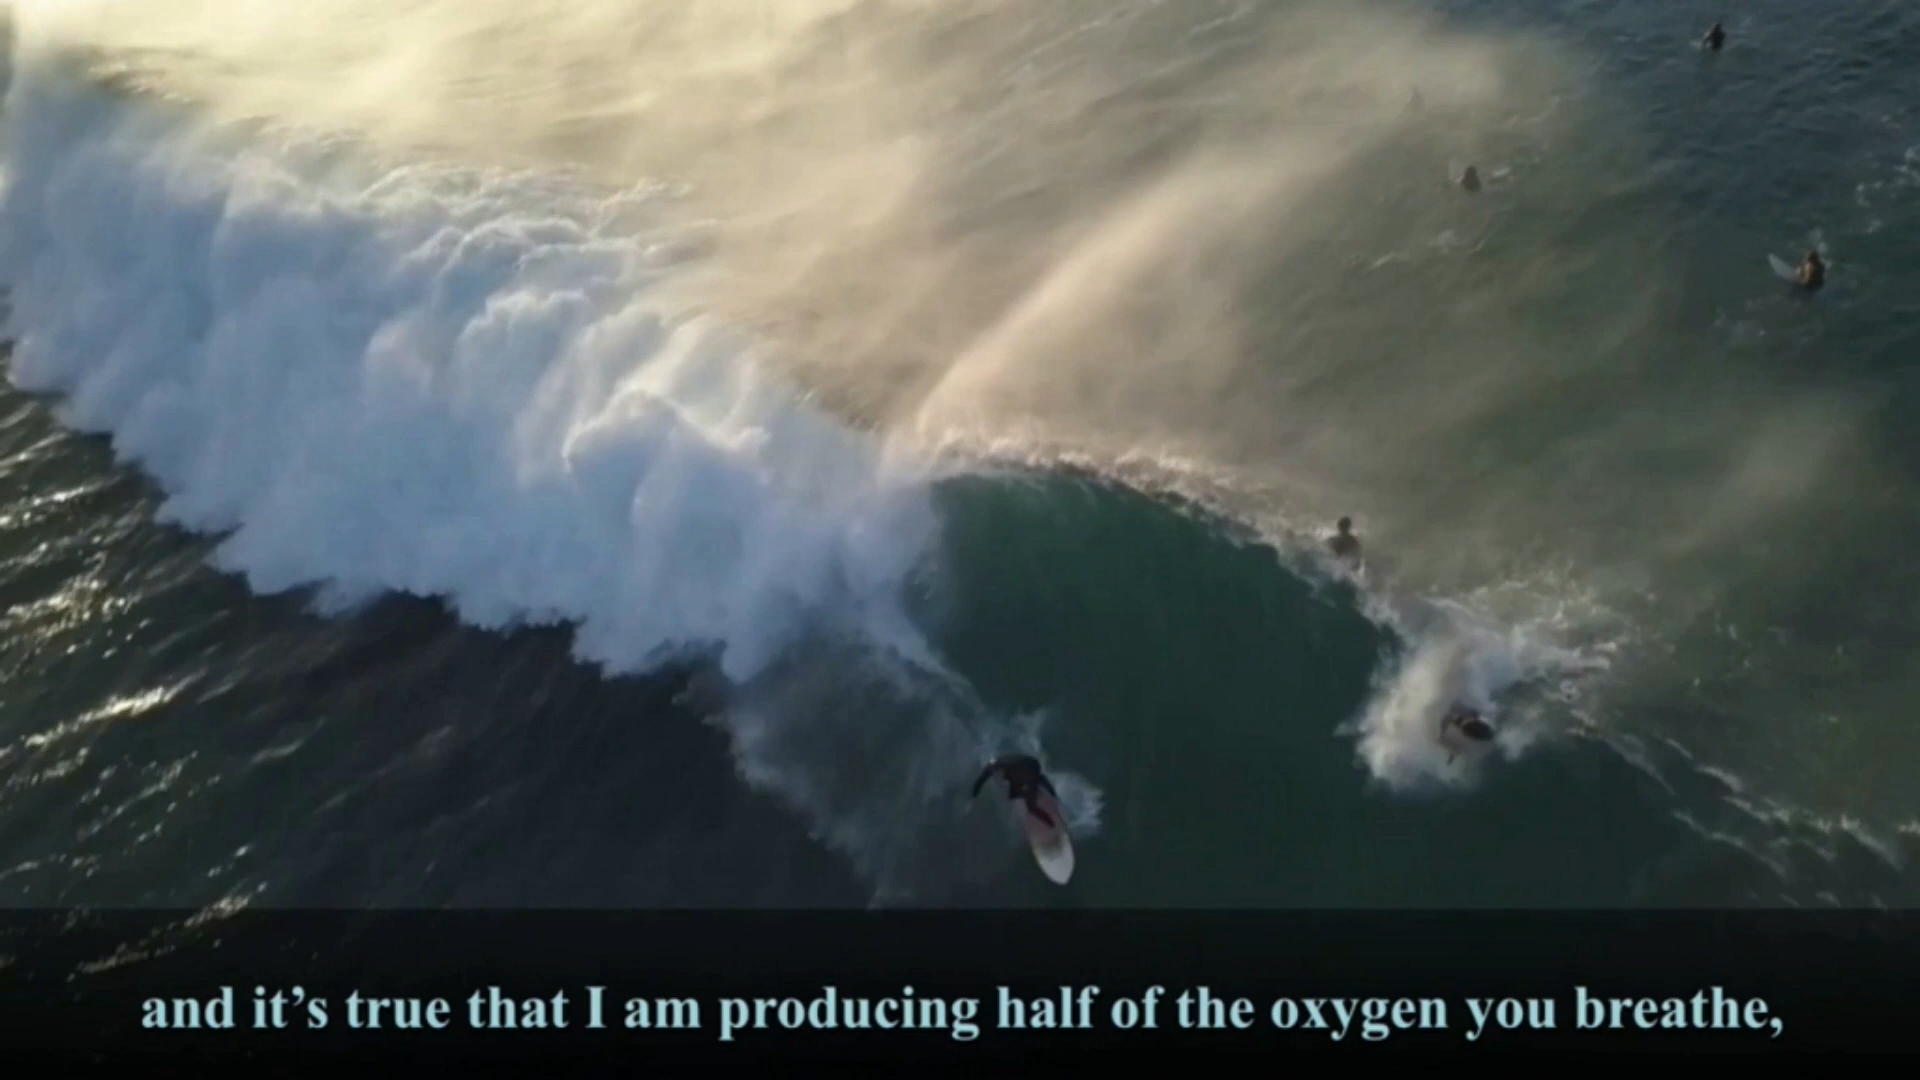 and it’s true that I am producing half of the oxygen you breathe,